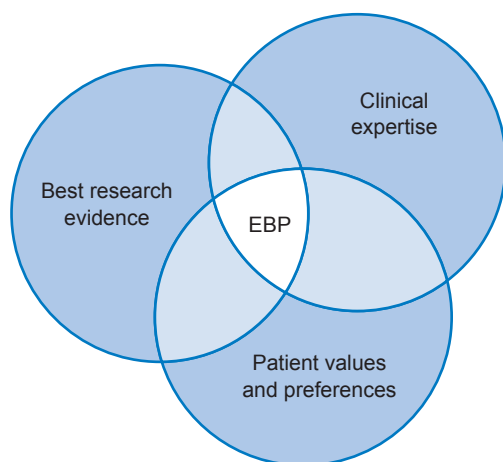 Clinical
expertise
Best research
evidence
EBP
Patient values
and preferences